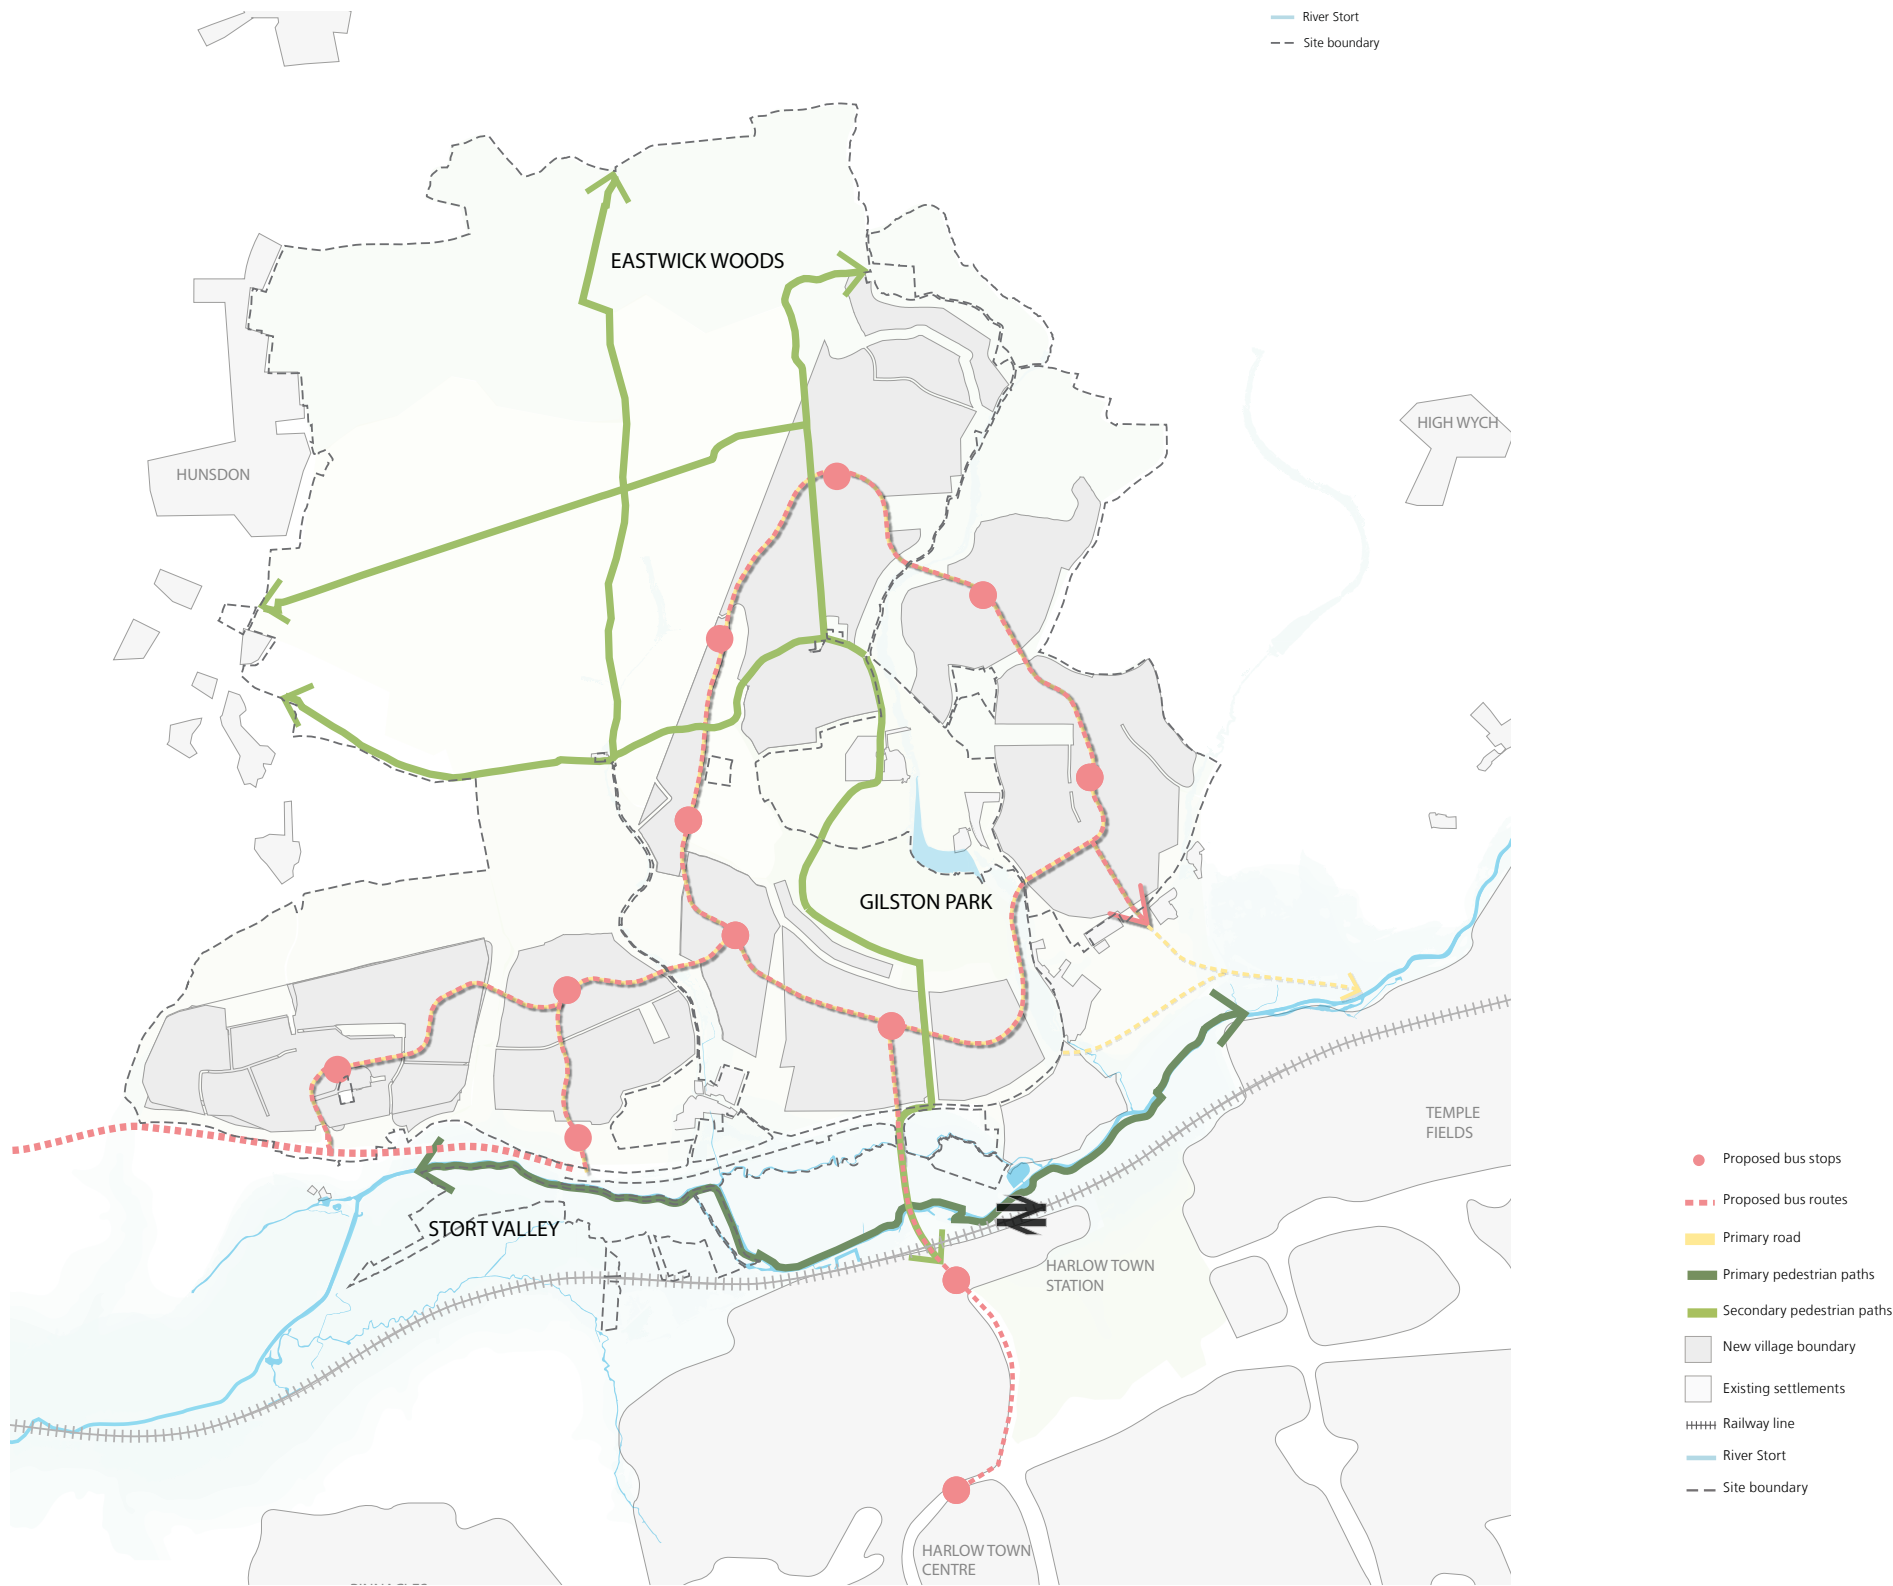 River Stort
Site boundary
EASTWICK WOODS
HIGH WYCH
HUNSDON
GILSTON PARK
TEMPLE
FIELDS
STORT VALLEY
HARLOW TOWN
STATION
HARLOW TOWN
CENTRE
Proposed bus stops
Proposed bus routes
Primary road
Primary pedestrian paths
Secondary pedestrian paths
New village boundary
Existing settlements
Railway line
River Stort
Site boundary